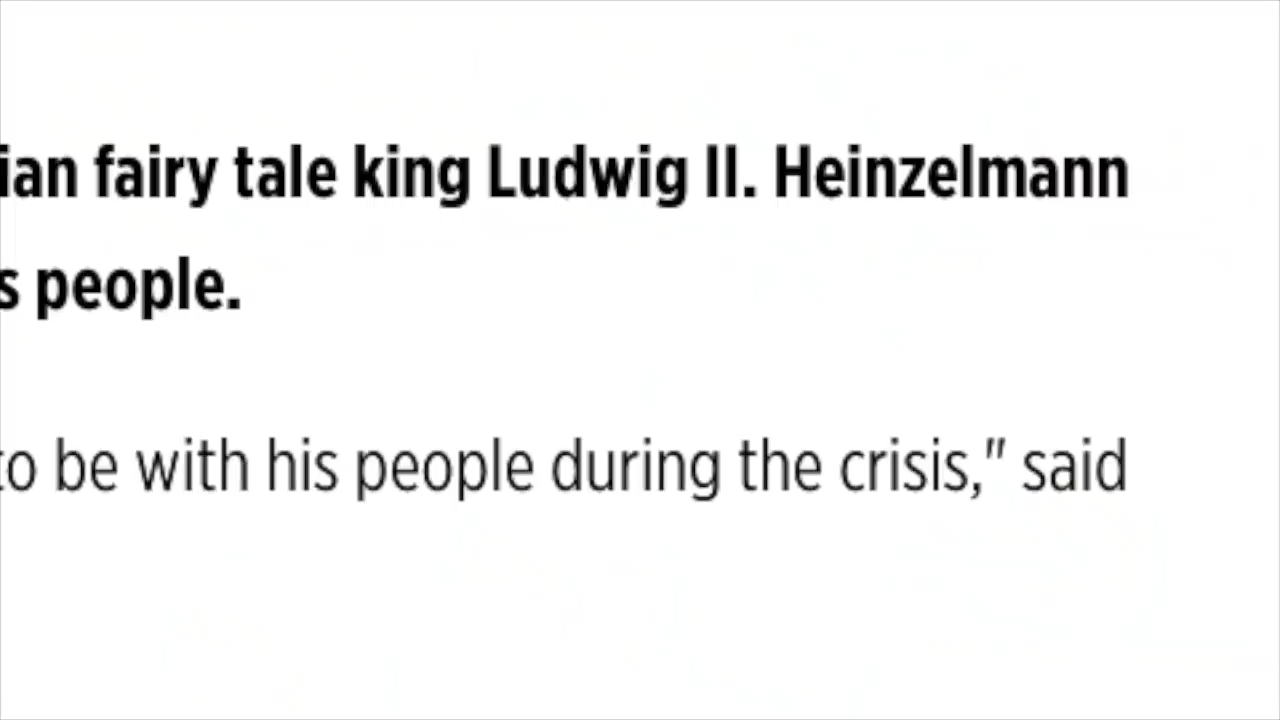 ian fairy tale king Ludwig II. Heinzelmann
s people.
to be with his people during the crisis," said